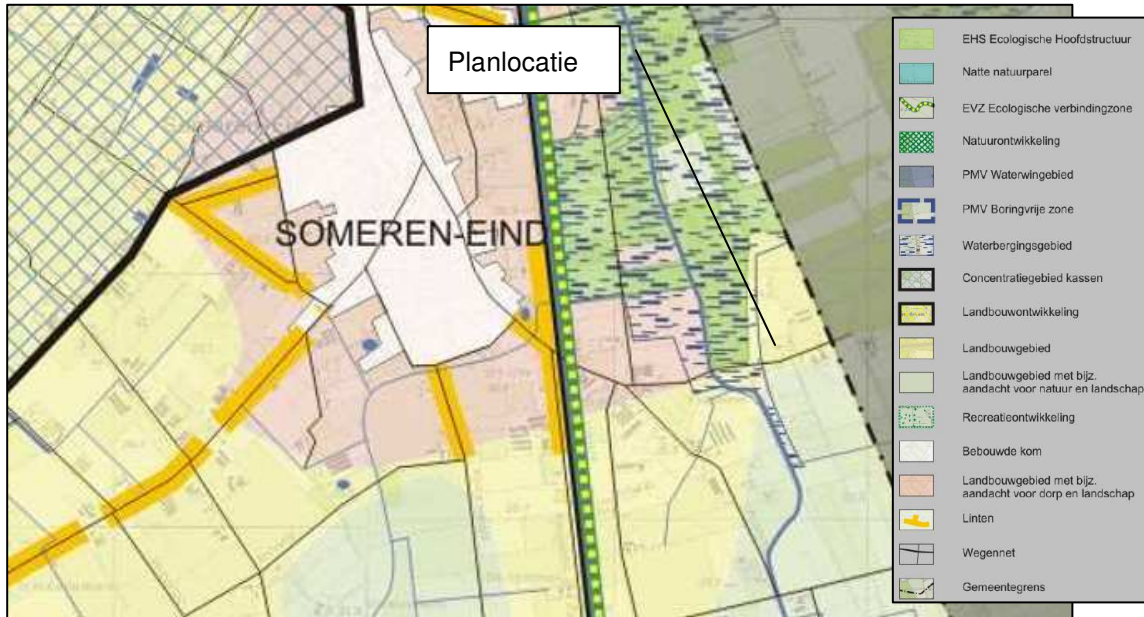 Planlocatie
SOMEREN-EIND
EHS Ecologische Hoofdstructuur
Natte natuurparel
EVZ Ecologische verbindingzone
Natuurontwikkeling
PMV Waterwingebied
PMV Boringvrije zone
Waterbergingsgebied
Concentratiegebied kassen
Landbouwontwikkeling
Landbouwgebied
Landbouwgebied met bijz.
aandacht voor natuur en landschap
Recreatieontwikkeling
Bebouwde kom
Landbouwgebied met bijz.
aandacht voor dorp en landschap
Linten
Wegennet
Gemeentegrens